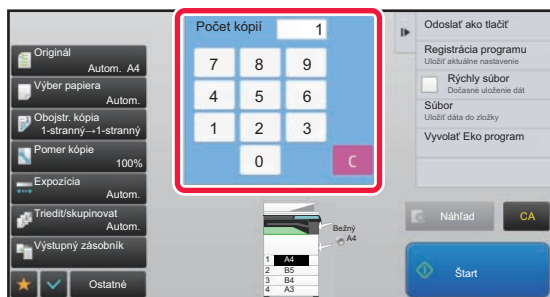 Originál
Autom. A4
Výber papiera
Autom.
Obojstr. kópia
1-stranný→1-stranný
Pomer kópie
100%
Expozícia
Autom.
Triediť/skupinovat
Autom.
Výstupný zásobník
Ostatné
Počet kópií 1
7 8 9
4 5 6
1 2 3
0 C
Bežný
A4
1 A4
2 B5
3 B4
4 A3
Odoslať ako tlačiť
Registrácia programu
Uložiť aktuálne nastavenie
Rýchly súbor
Dočasné uloženie dát
Súbor
Uložiť dáta do zložky
Vyvolať Eko program
Náhľad
CA
Štart